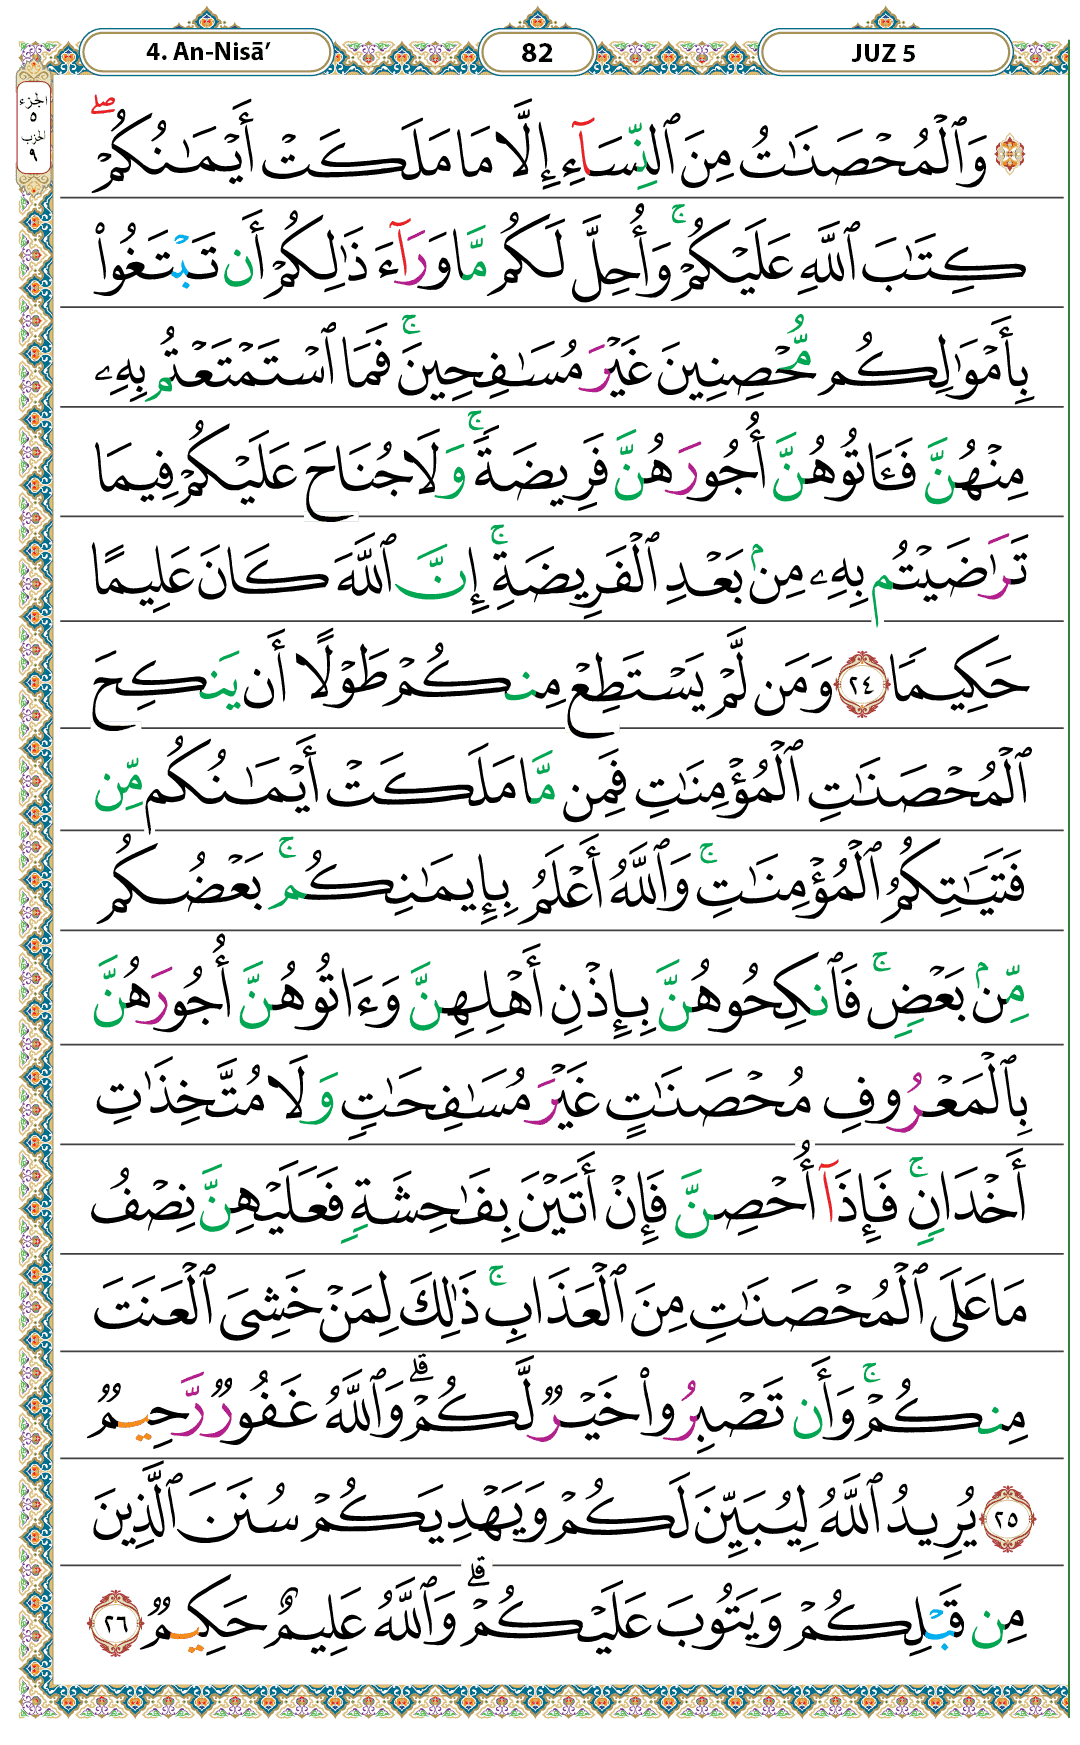 4. An-Nisā’
82
JUZ 5
الجزء
٥
الحزب
٩
۞ وَٱلْمُحْصَنَٰتُ مِنَ ٱلنِّسَآءِ إِلَّا مَا مَلَكَتْ أَيْمَٰنُكُمْ ۖ
كِتَٰبَ ٱللَّهِ عَلَيْكُمْ ۚ وَأُحِلَّ لَكُم مَّا وَرَآءَ ذَٰلِكُمْ أَن تَبْتَغُوا۟
بِأَمْوَٰلِكُم مُّحْصِنِينَ غَيْرَ مُسَٰفِحِينَ ۚ فَمَا ٱسْتَمْتَعْتُم بِهِۦ
مِنْهُنَّ فَـَٔاتُوهُنَّ أُجُورَهُنَّ فَرِيضَةً ۚ وَلَا جُنَاحَ عَلَيْكُمْ فِيمَا
تَرَٰضَيْتُم بِهِۦ مِنۢ بَعْدِ ٱلْفَرِيضَةِ ۚ إِنَّ ٱللَّهَ كَانَ عَلِيمًا
حَكِيمًا ٢٤ وَمَن لَّمْ يَسْتَطِعْ مِنكُمْ طَوْلًا أَن يَنكِحَ
ٱلْمُحْصَنَٰتِ ٱلْمُؤْمِنَٰتِ فَمِن مَّا مَلَكَتْ أَيْمَٰنُكُم مِّن
فَتَيَٰتِكُمُ ٱلْمُؤْمِنَٰتِ ۚ وَٱللَّهُ أَعْلَمُ بِإِيمَٰنِكُم ۚ بَعْضُكُم
مِّنۢ بَعْضٍ ۚ فَٱنكِحُوهُنَّ بِإِذْنِ أَهْلِهِنَّ وَءَاتُوهُنَّ أُجُورَهُنَّ
بِٱلْمَعْرُوفِ مُحْصَنَٰتٍ غَيْرَ مُسَٰفِحَٰتٍ وَلَا مُتَّخِذَٰتِ
أَخْدَانٍ ۚ فَإِذَآ أُحْصِنَّ فَإِنْ أَتَيْنَ بِفَٰحِشَةٍ فَعَلَيْهِنَّ نِصْفُ
مَا عَلَى ٱلْمُحْصَنَٰتِ مِنَ ٱلْعَذَابِ ۚ ذَٰلِكَ لِمَنْ خَشِىَ ٱلْعَنَتَ
مِنكُمْ ۚ وَأَن تَصْبِرُوا۟ خَيْرٌ لَّكُمْ ۗ وَٱللَّهُ غَفُورٌ رَّحِيمٌ
٢٥ يُرِيدُ ٱللَّهُ لِيُبَيِّنَ لَكُمْ وَيَهْدِيَكُمْ سُنَنَ ٱلَّذِينَ
مِن قَبْلِكُمْ وَيَتُوبَ عَلَيْكُمْ ۗ وَٱللَّهُ عَلِيمٌ حَكِيمٌ ٢٦